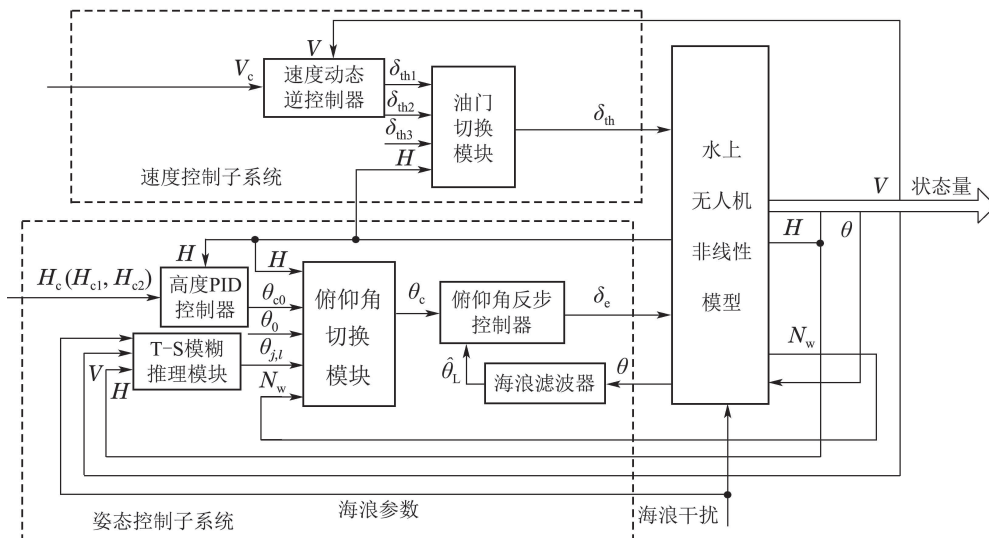 V
V_c
速度动态
逆控制器
δ_th1
δ_th2
δ_th3
H
油门
切换
模块
δ_th
速度控制子系统
水上
无人机
非线性
模型
V
状态量
H
θ
N_w
H_c(H_c1, H_c2)
H
高度PID
控制器
H
θ_c0
θ_0
θ_j,l
N_w
T-S模糊
推理模块
V
H
俯仰角
切换
模块
θ_c
俯仰角反步
控制器
δ_e
θ̂_L
海浪滤波器
θ
姿态控制子系统
海浪参数
海浪干扰